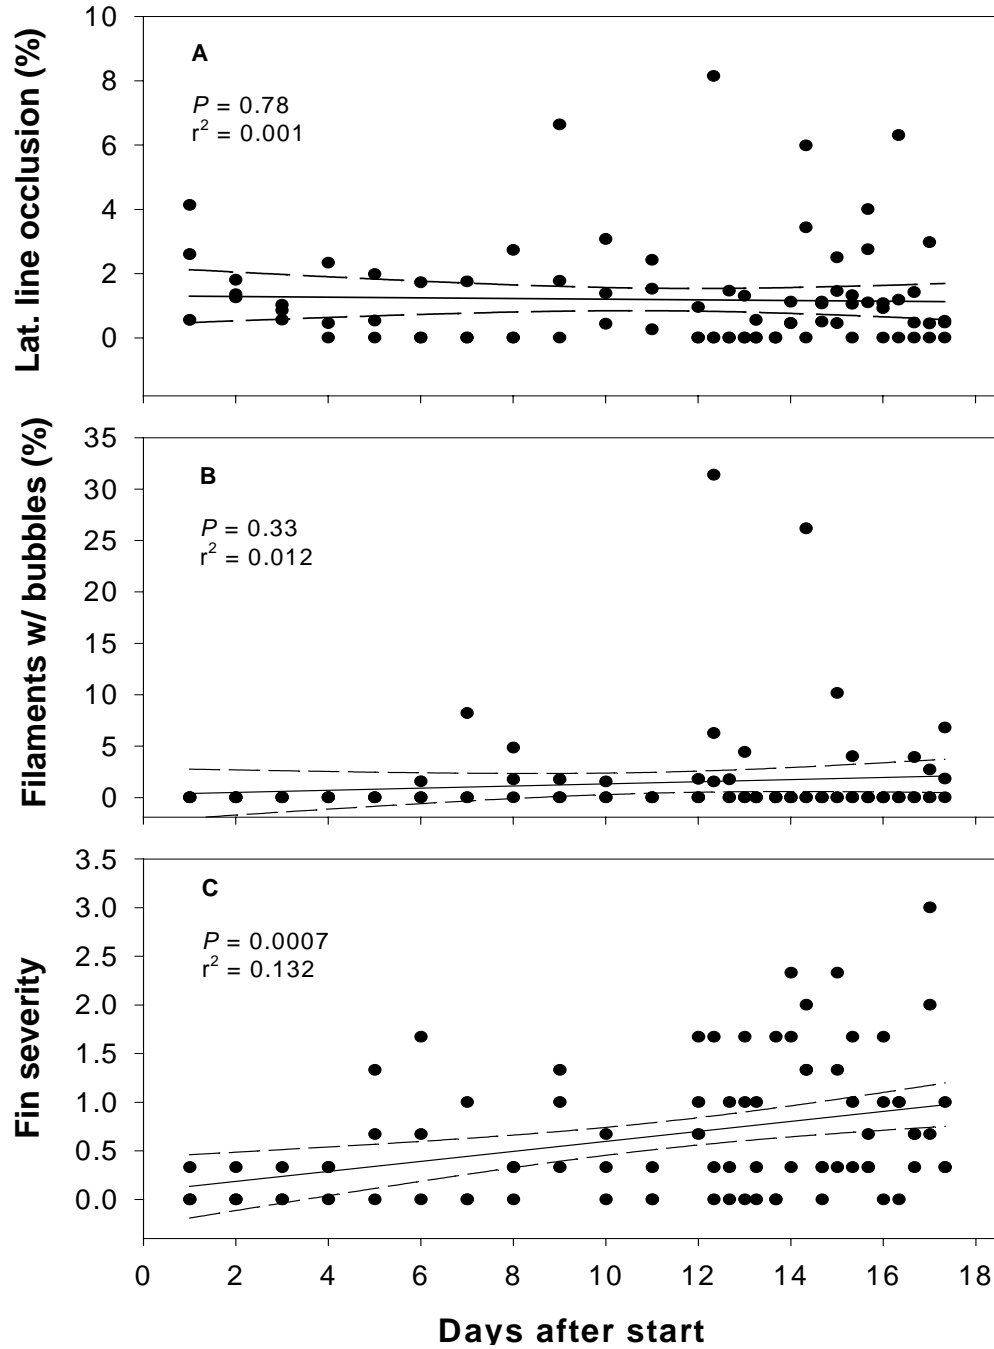 Lat. line occlusion (%)
10
8
6
4
2
0
A
P = 0.78
r² = 0.001
Filaments w/ bubbles (%)
35
30
25
20
15
10
5
0
B
P = 0.33
r² = 0.012
Fin severity
3.5
3.0
2.5
2.0
1.5
1.0
0.5
0.0
C
P = 0.0007
r² = 0.132
0 2 4 6 8 10 12 14 16 18
Days after start